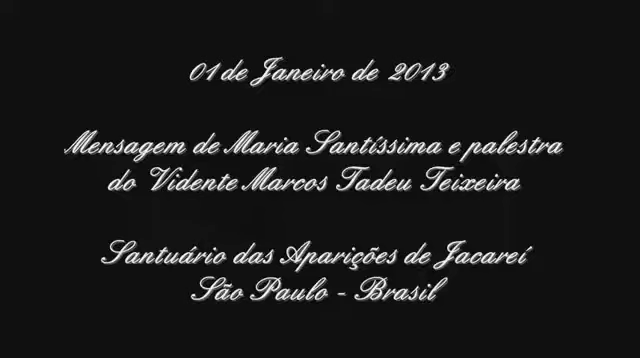 01 de Janeiro de 2013
Mensagem de Maria Santíssima e palestra
do Vidente Marcos Tadeu Teixeira
Santuário das Aparições de Jacareí
São Paulo - Brasil